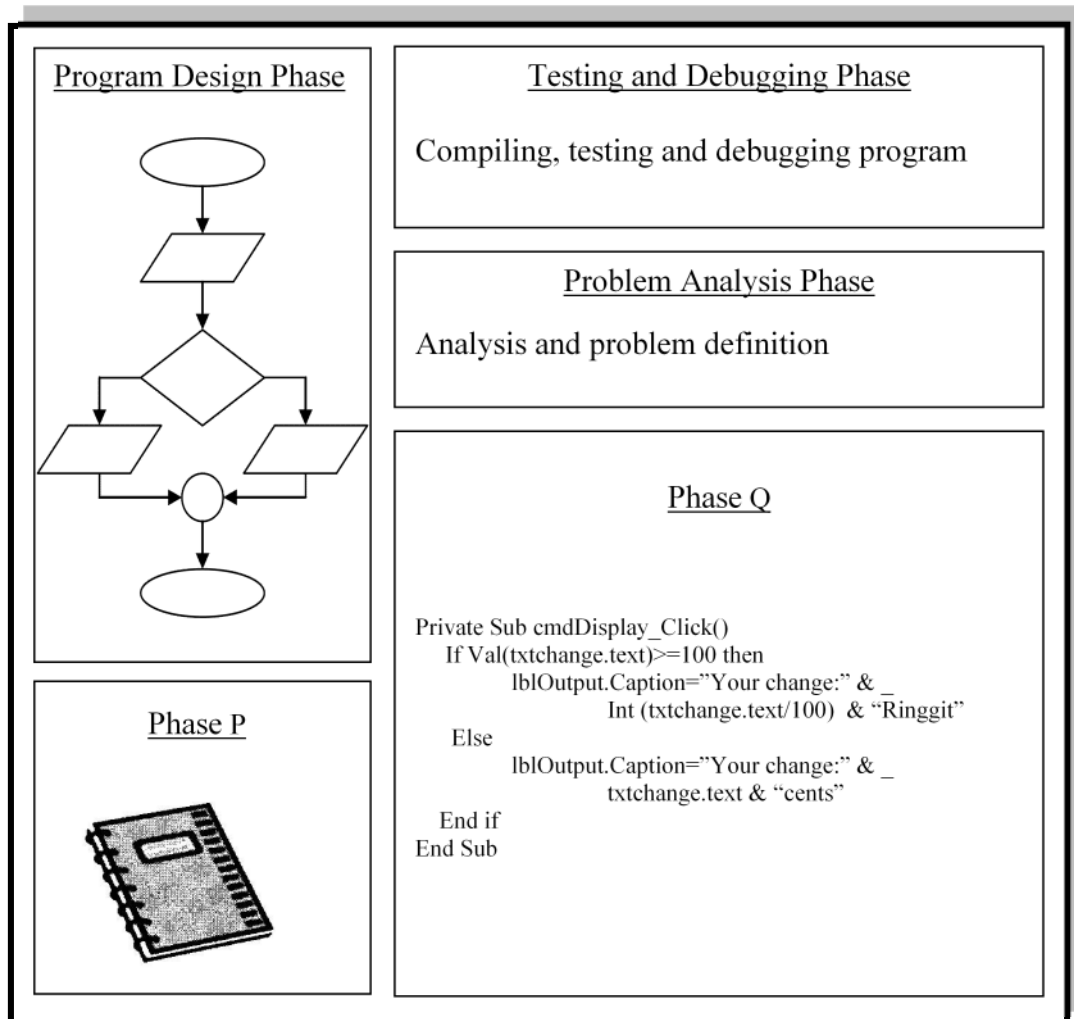 Program Design Phase
Testing and Debugging Phase
Compiling, testing and debugging program
Problem Analysis Phase
Analysis and problem definition
Phase Q
Private Sub cmdDisplay_Click()
If Val(txtchange.text)>=100 then
lblOutput.Caption=”Your change:” & _
Int (txtchange.text/100) & “Ringgit”
Else
lblOutput.Caption=”Your change:” & _
txtchange.text & “cents”
End if
End Sub
Phase P